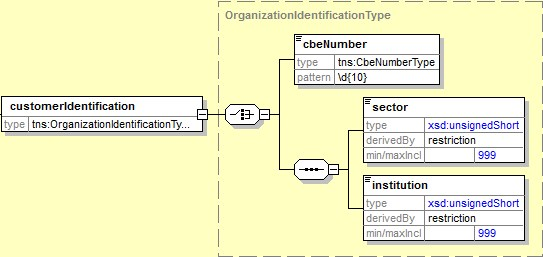 OrganizationIdentificationType
cbeNumber
type tns:CbeNumberType
pattern \d{10}
customerIdentification
type tns:OrganizationIdentificationTy...
sector
type xsd:unsignedShort
derivedBy restriction
min/maxIncl 999
institution
type xsd:unsignedShort
derivedBy restriction
min/maxIncl 999